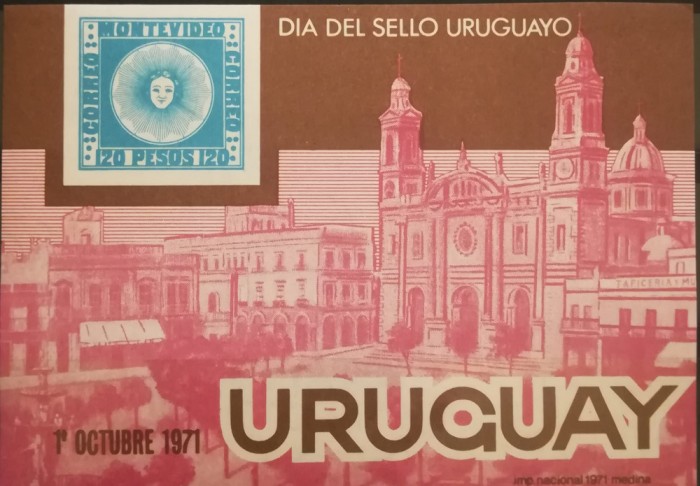 DIA DEL SELLO URUGUAYO
MONTEVIDEO
CORREO
CORREO
120 PESOS 120
TAPICERIA Y MU
1º OCTUBRE 1971
URUGUAY
imp. nacional 1971 medina